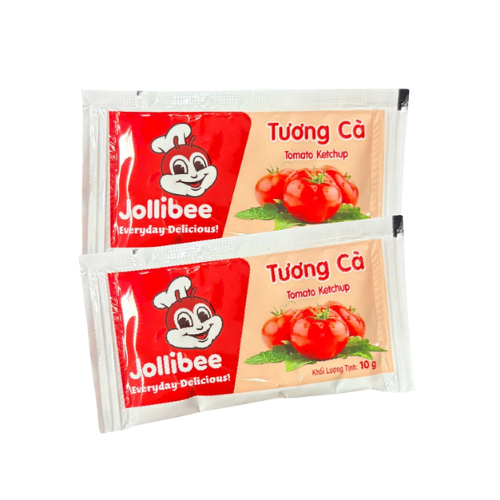 Tương Cà
Tomato Ketchup
Jollibee
Everyday Delicious!
Tương Cà
Tomato Ketchup
Jollibee
Everyday Delicious!
Khối Lượng Tịnh: 10 g